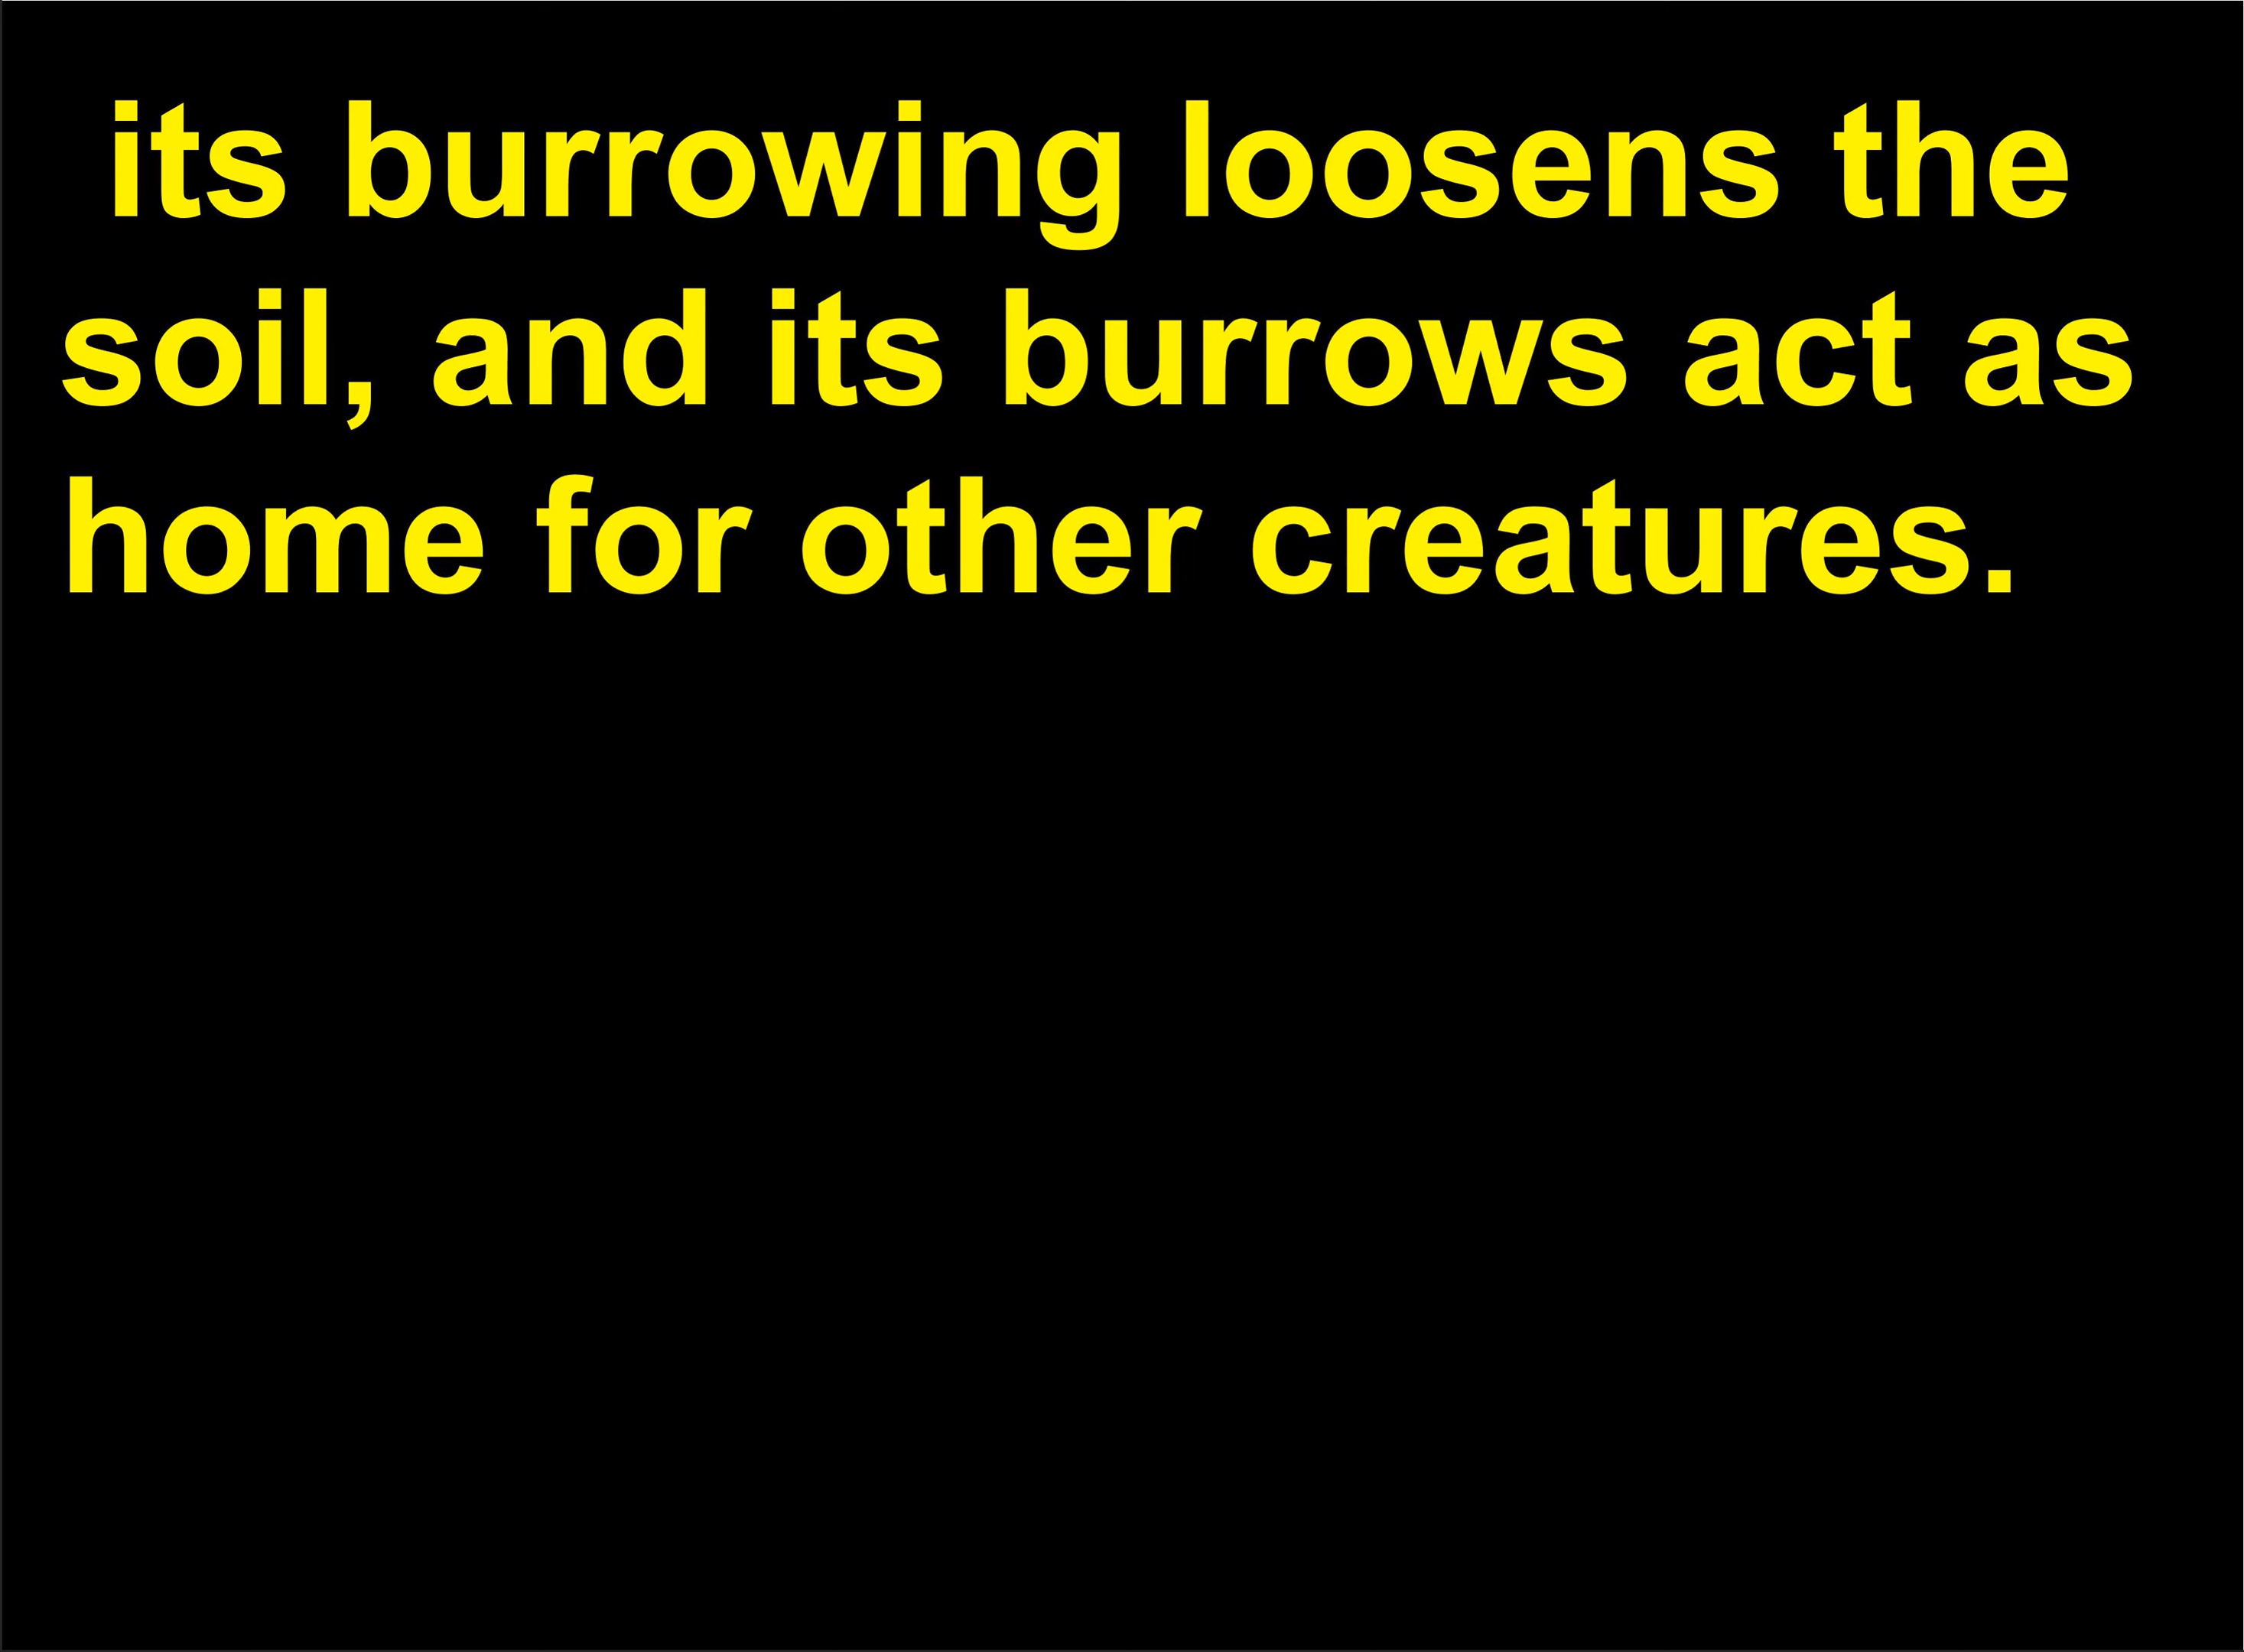 its burrowing loosens the
soil, and its burrows act as
home for other creatures.